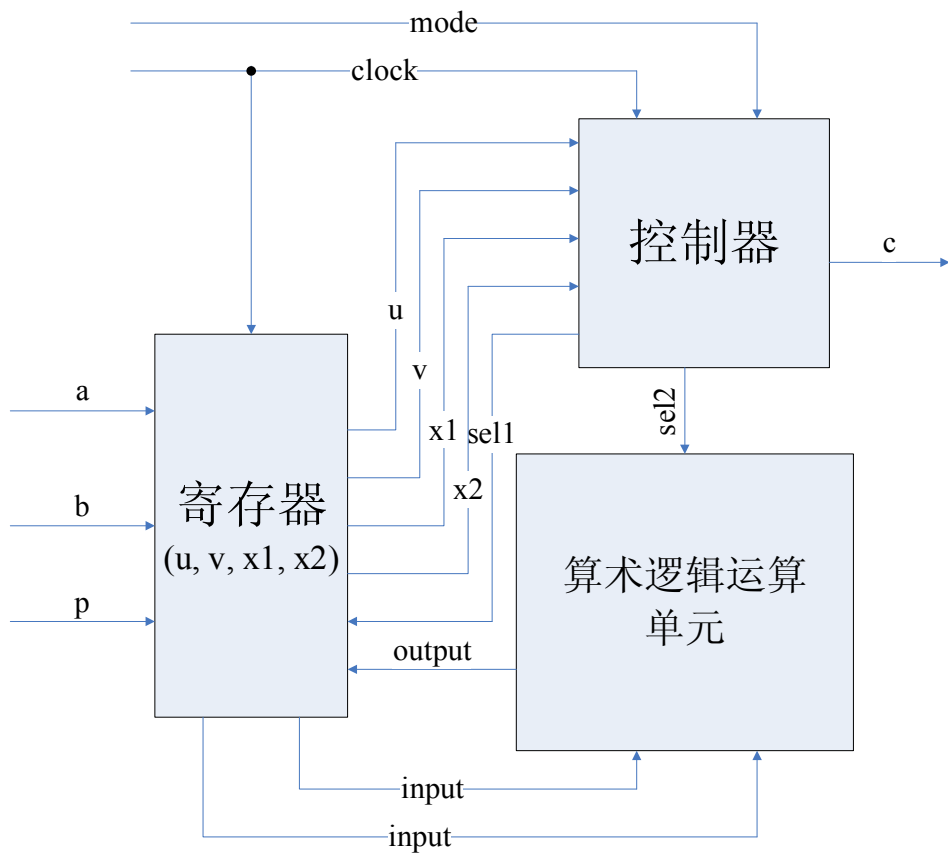 mode
clock
控制器
c
u
v
x1
sel1
x2
sel2
a
b
p
寄存器
(u, v, x1, x2)
算术逻辑运算
单元
output
input
input